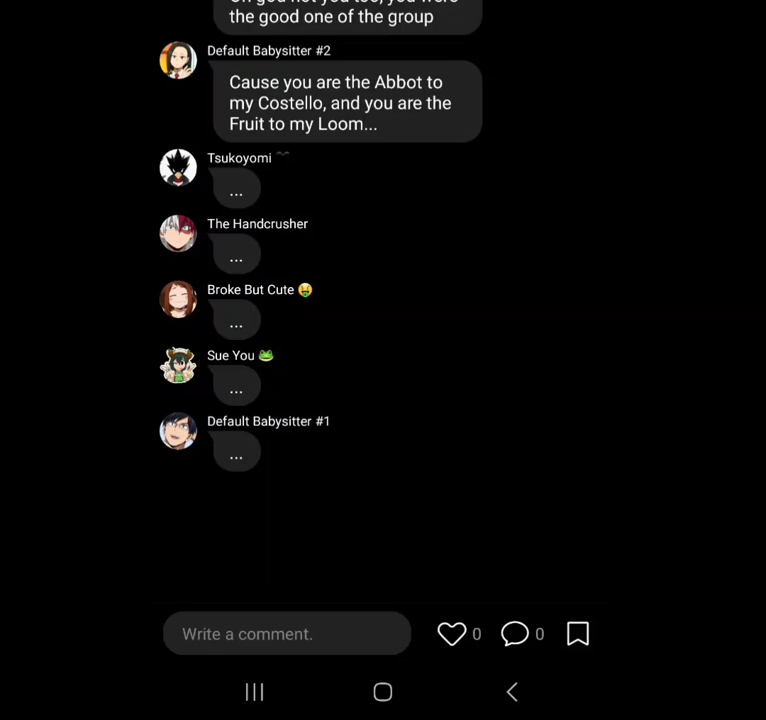 the good one of the group
Default Babysitter #2
Cause you are the Abbot to
my Costello, and you are the
Fruit to my Loom...
Tsukoyomi
...
The Handcrusher
...
Broke But Cute 🤑
...
Sue You 🐸
...
Default Babysitter #1
...
Write a comment.
0
0